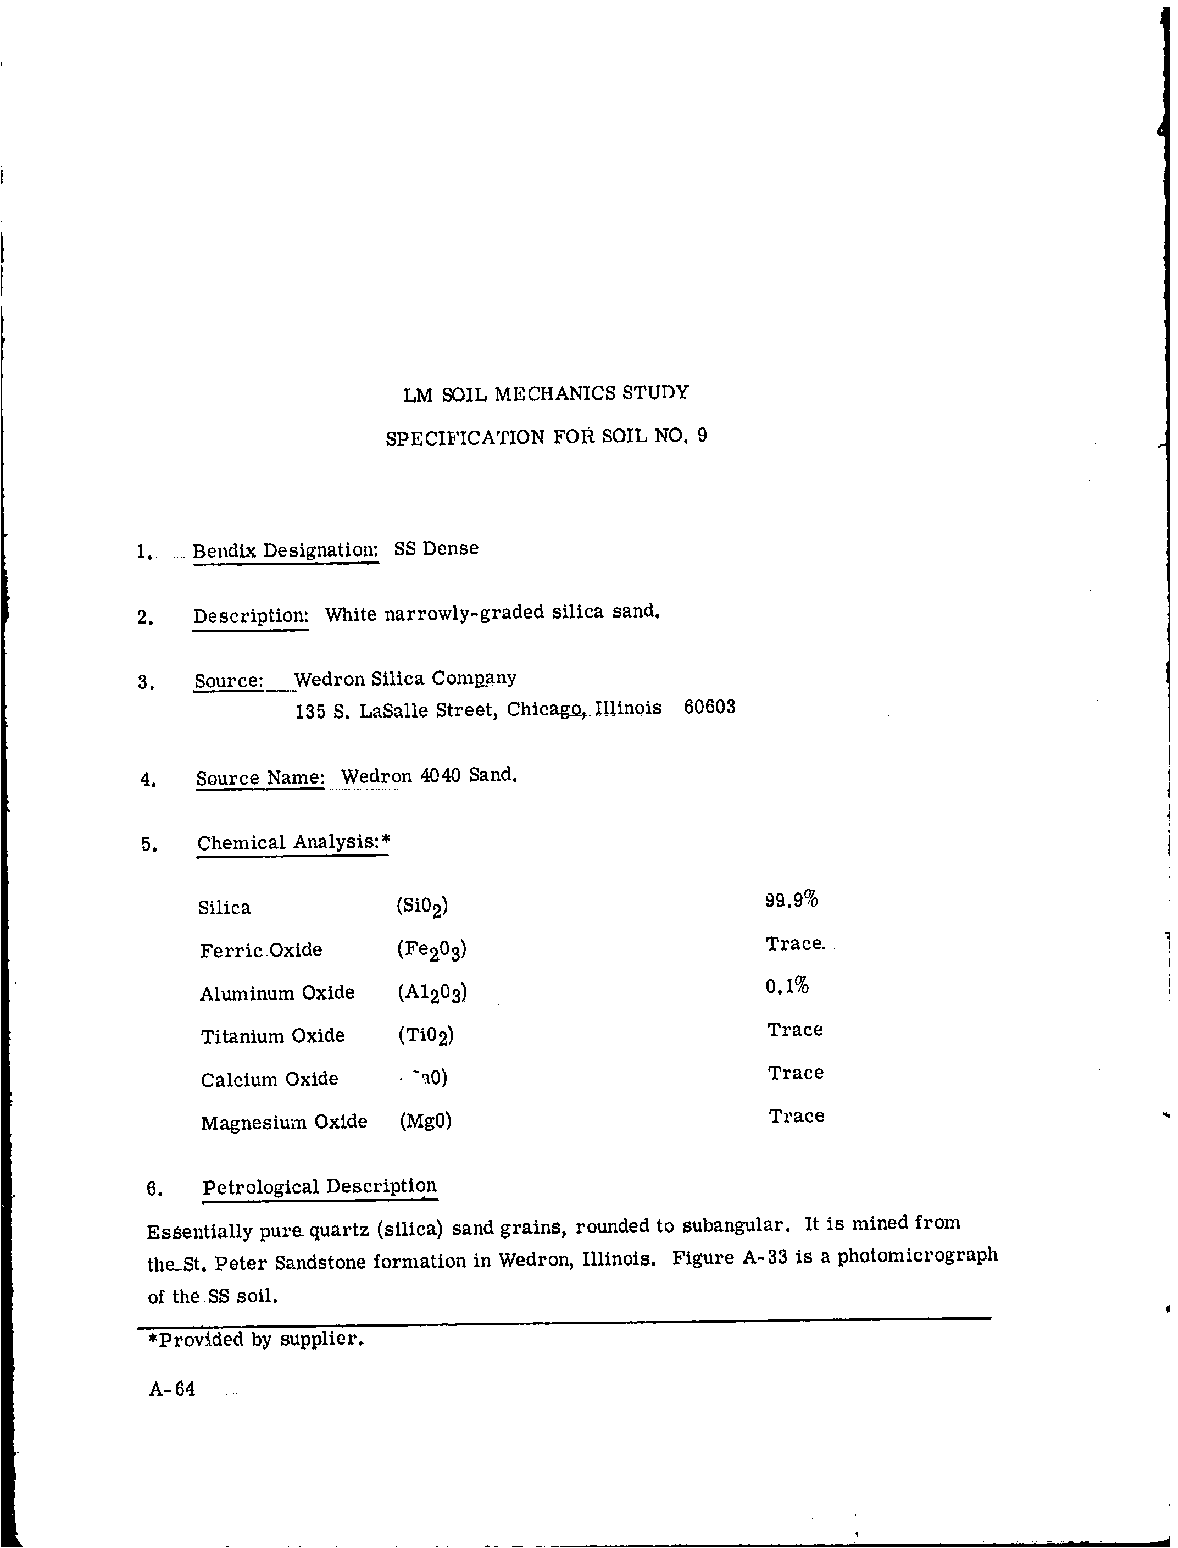 LM SOIL MECHANICS STUDY
SPECIFICATION FOR SOIL NO. 9
1. Bendix Designation: SS Dense
2. Description: White narrowly-graded silica sand.
3. Source: Wedron Silica Company
135 S. LaSalle Street, Chicago, Illinois 60603
4. Source Name: Wedron 4040 Sand.
5. Chemical Analysis:*
Silica (SiO2) 99.9%
Ferric Oxide (Fe2O3) Trace
Aluminum Oxide (Al2O3) 0.1%
Titanium Oxide (TiO2) Trace
Calcium Oxide Trace
Magnesium Oxide (MgO) Trace
6. Petrological Description
Essentially pure quartz (silica) sand grains, rounded to subangular. It is mined from
the St. Peter Sandstone formation in Wedron, Illinois. Figure A-33 is a photomicrograph
of the SS soil.
*Provided by supplier.
A-64